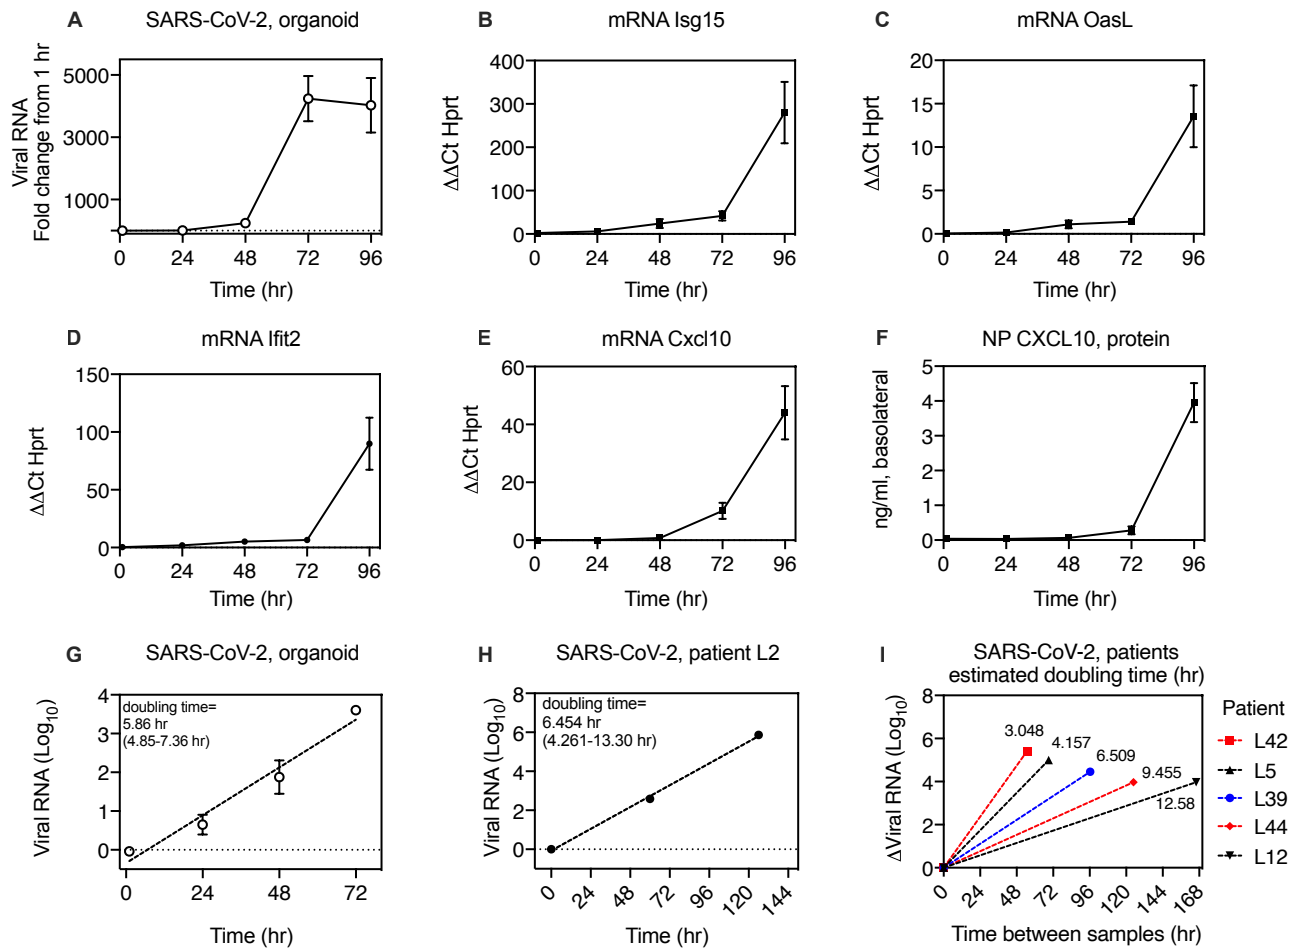 A
SARS-CoV-2, organoid
Viral RNA
Fold change from 1 hr
5000
3000
1000
0
24
48
72
96
Time (hr)
B
mRNA Isg15
ΔΔCt Hprt
400
300
200
100
0
0
24
48
72
96
Time (hr)
C
mRNA OasL
ΔΔCt Hprt
20
15
10
5
0
0
24
48
72
96
Time (hr)
D
mRNA Ifit2
ΔΔCt Hprt
150
100
50
0
0
24
48
72
96
Time (hr)
E
mRNA Cxcl10
ΔΔCt Hprt
60
40
20
0
0
24
48
72
96
Time (hr)
F
NP CXCL10, protein
ng/ml, basolateral
5
4
3
2
1
0
0
24
48
72
96
Time (hr)
G
SARS-CoV-2, organoid
Viral RNA (Log10)
4
3
2
1
0
doubling time=
5.86 hr
(4.85-7.36 hr)
0
24
48
72
Time (hr)
H
SARS-CoV-2, patient L2
Viral RNA (Log10)
8
6
4
2
0
doubling time=
6.454 hr
(4.261-13.30 hr)
0
24
48
72
96
120
144
Time (hr)
I
SARS-CoV-2, patients
estimated doubling time (hr)
ΔViral RNA (Log10)
8
6
4
2
0
3.048
4.157
6.509
9.455
12.58
0
24
48
72
96
120
144
168
Time between samples (hr)
Patient
L42
L5
L39
L44
L12